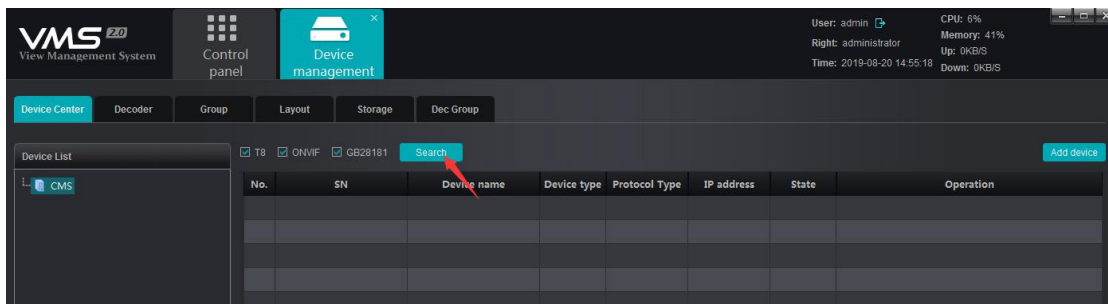 VMS 2.0
View Management System
Control
panel
Device
management
User: admin
Right: administrator
Time: 2019-08-20 14:55:18
CPU: 6%
Memory: 41%
Up: 0KB/S
Down: 0KB/S
Device Center Decoder Group Layout Storage Dec Group
Device List
T8 ONVIF GB28181 Search Add device
CMS
No. SN Device name Device type Protocol Type IP address State Operation